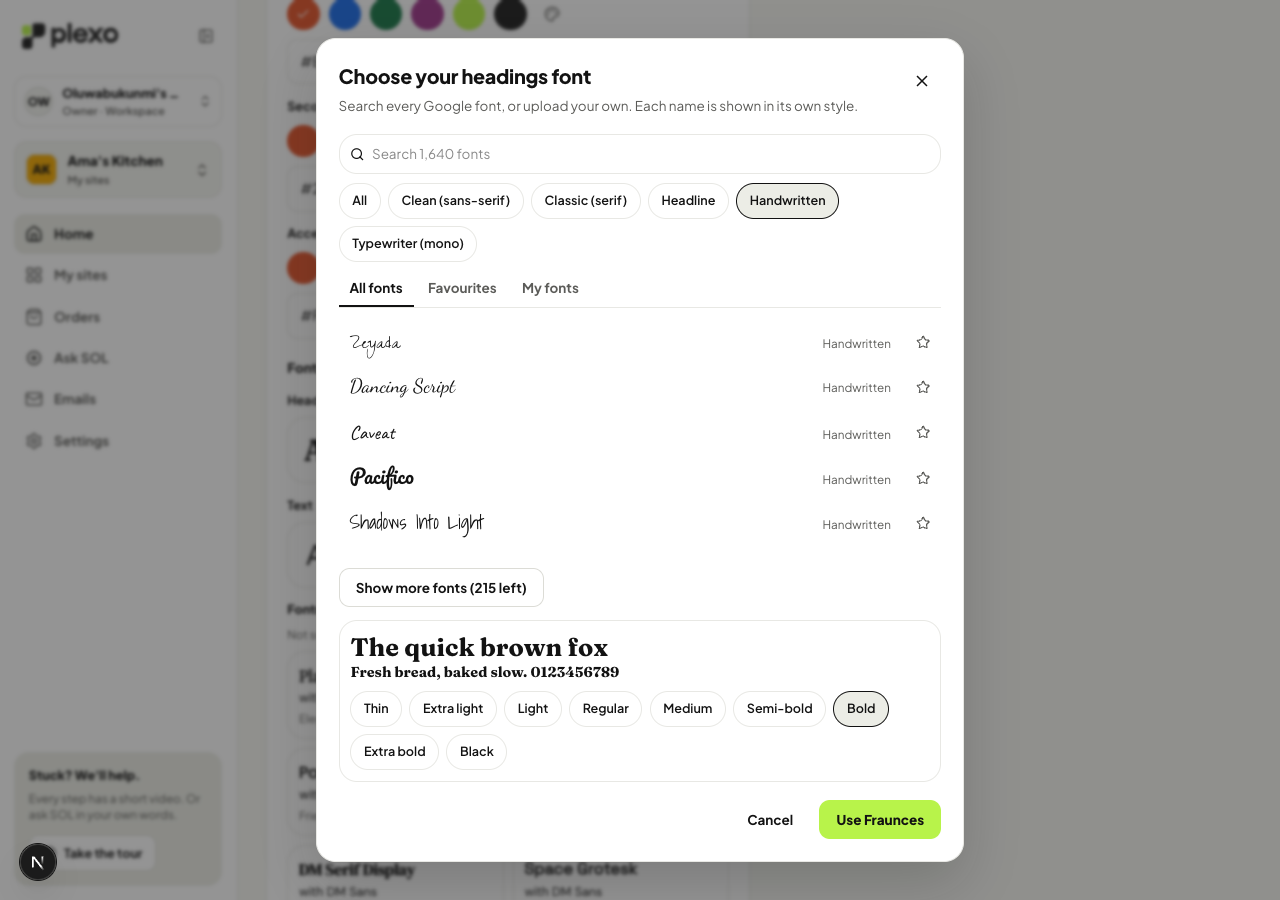 plexo
OW
Oluwabukunmi's ...
Owner · Workspace
AK
Ama's Kitchen
My sites
Home
My sites
Orders
Ask SOL
Emails
Settings
Stuck? We'll help.
Every step has a short video. Or
ask SOL in your own words.
Take the tour
N
Choose your headings font
Search every Google font, or upload your own. Each name is shown in its own style.
Search 1,640 fonts
All
Clean (sans-serif)
Classic (serif)
Headline
Handwritten
Typewriter (mono)
All fonts
Favourites
My fonts
Zeyada
Handwritten
Dancing Script
Handwritten
Caveat
Handwritten
Pacifico
Handwritten
Shadows Into Light
Handwritten
Show more fonts (215 left)
The quick brown fox
Fresh bread, baked slow. 0123456789
Thin
Extra light
Light
Regular
Medium
Semi-bold
Bold
Extra bold
Black
Cancel
Use Fraunces
Text
DM Serif Display
with DM Sans
Space Grotesk
with DM Sans